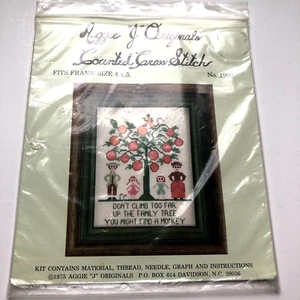 Aggie "J" Originals
Counted Cross Stitch
FITS FRAME SIZE 4 x 5
No.
DON'T CLIMB TOO FAR
UP THE FAMILY TREE
YOU MIGHT FIND A MONKEY
KIT CONTAINS MATERIAL, THREAD, NEEDLE, GRAPH AND INSTRUCTIONS
©1975 AGGIE "J" ORIGINALS P.O. BOX 614 DAVIDSON, N.C. 28036